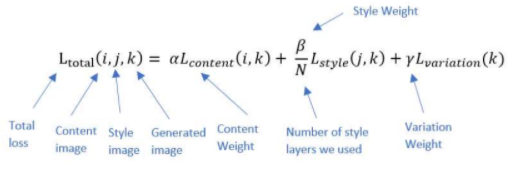 Style Weight
L_total(i, j, k) = αL_content(i, k) + β/N L_style(j, k) + γL_variation(k)
Total loss
Content image
Style image
Generated image
Content Weight
Number of style layers we used
Variation Weight